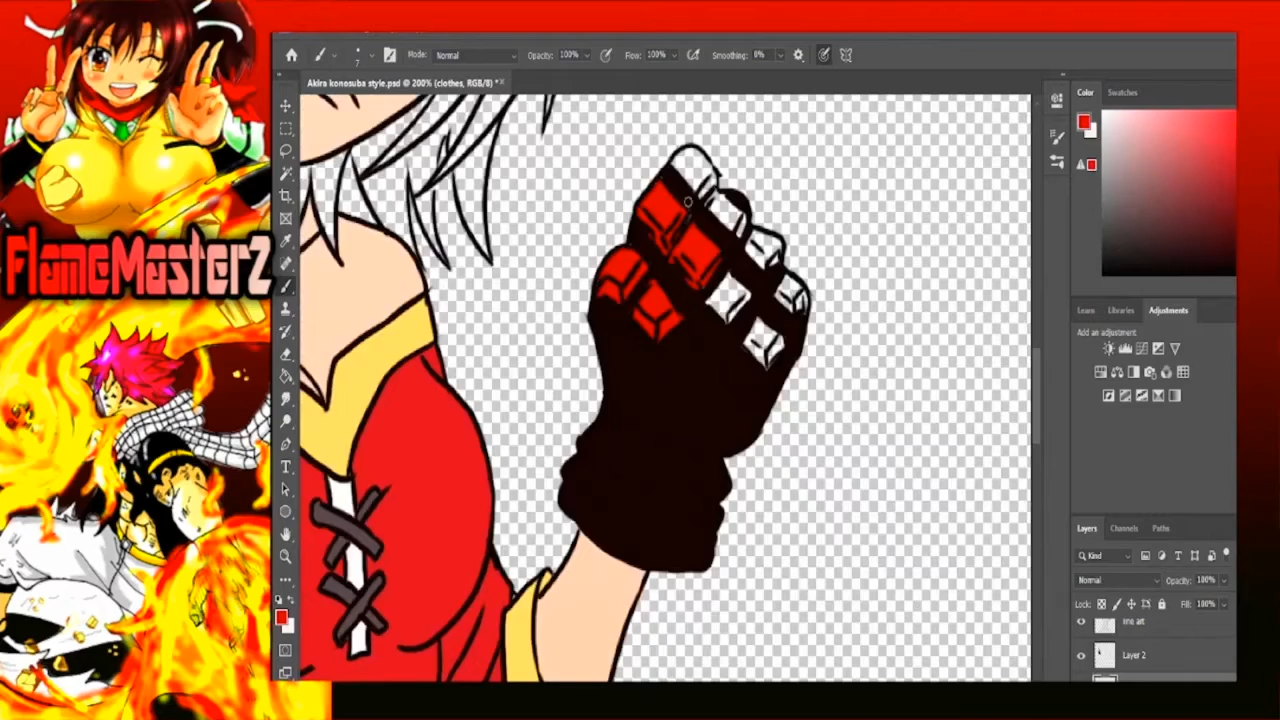 FlameMasterZ
Mode: Normal Opacity: 100% Flow: 100% Smoothing: 0%
7
Akira konosuba style.psd @ 200% (clothes, RGB/8) *
Color Swatches
Learn Libraries Adjustments
Add an adjustment
Layers Channels Paths
Kind
Normal Opacity: 100%
Lock: Fill: 100%
line art
Layer 2